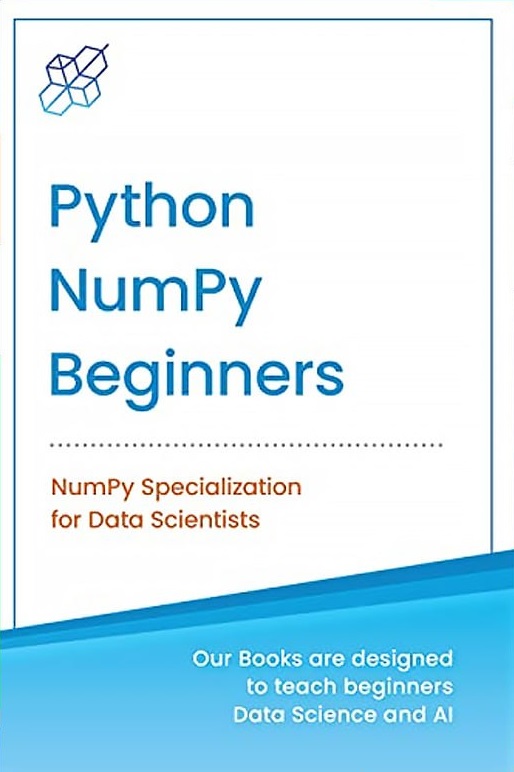 Python
NumPy
Beginners
NumPy Specialization
for Data Scientists
Our Books are designed
to teach beginners
Data Science and AI